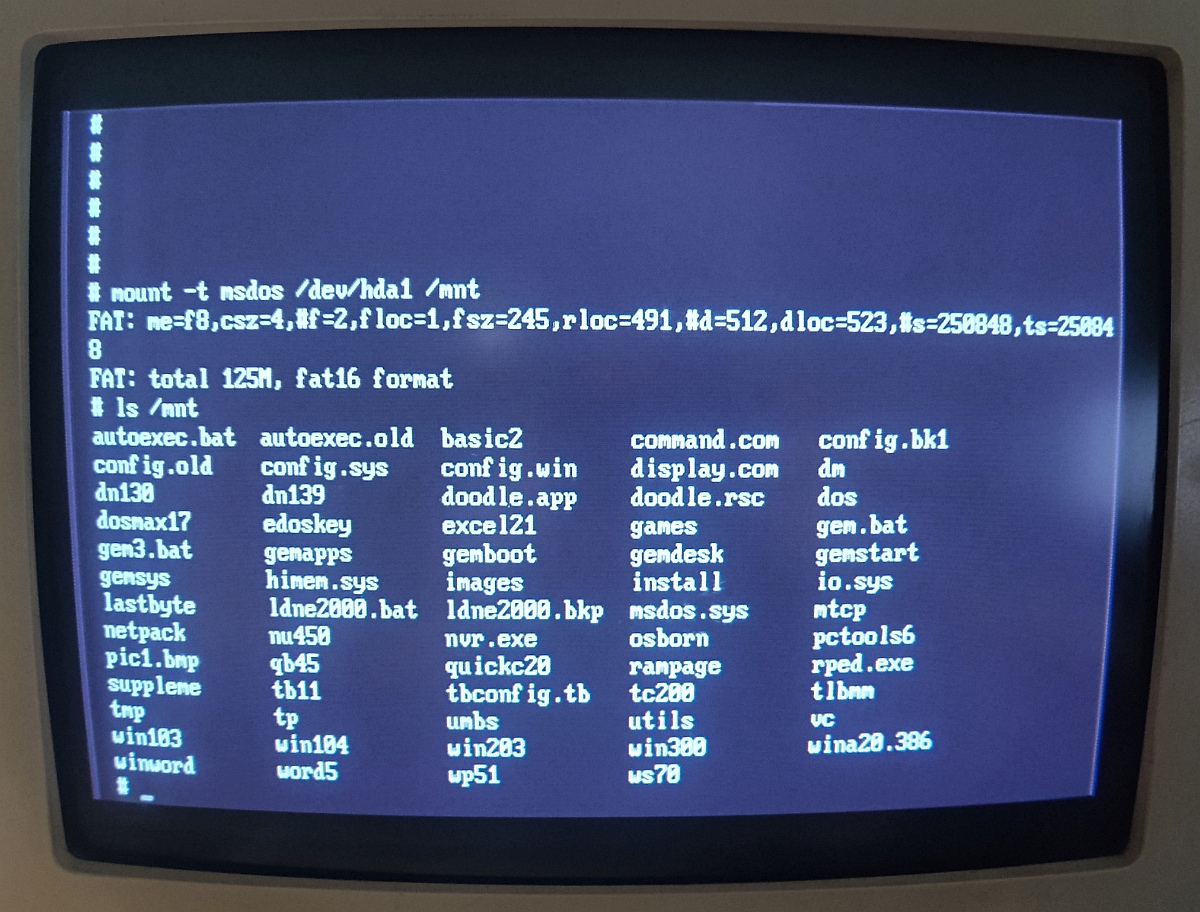 #
#
#
#
#
#
# mount -t msdos /dev/hda1 /mnt
FAT: me=f8,csz=4,#f=2,floc=1,fsz=245,rloc=491,#d=512,dloc=523,#s=250848,ts=25084
8
FAT: total 125M, fat16 format
# ls /mnt
autoexec.bat autoexec.old basic2 command.com config.bk1
config.old config.sys config.win display.com dm
dn130 dn139 doodle.app doodle.rsc dos
dosmax17 edoskey excel21 games gem.bat
gem3.bat gemapps gemboot gemdesk gemstart
gemsys himem.sys images install io.sys
lastbyte ldne2000.bat ldne2000.bkp msdos.sys mtcp
netpack nu450 nvr.exe osborn pctools6
pic1.bmp qb45 quickc20 rampage rped.exe
suppleme tb11 tbconfig.tb tc200 tlbmm
tmp tp umbs utils vc
win103 win104 win203 win300 wina20.386
winword word5 wp51 ws70
# _